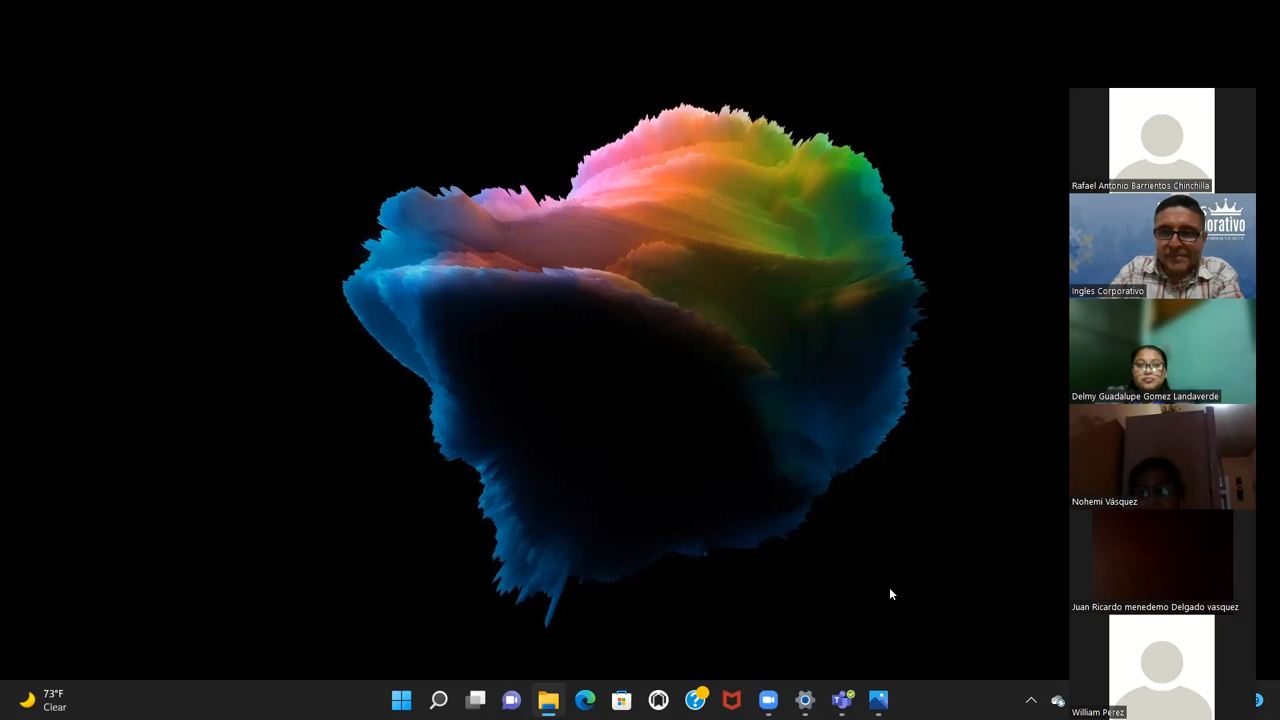 Rafael Antonio Barrientos Chinchilla
orativo
Ingles Corporativo
Delmy Guadalupe Gomez Landaverde
Nohemi Vásquez
Juan Ricardo menedemo Delgado vasquez
William Perez
73°F
Clear